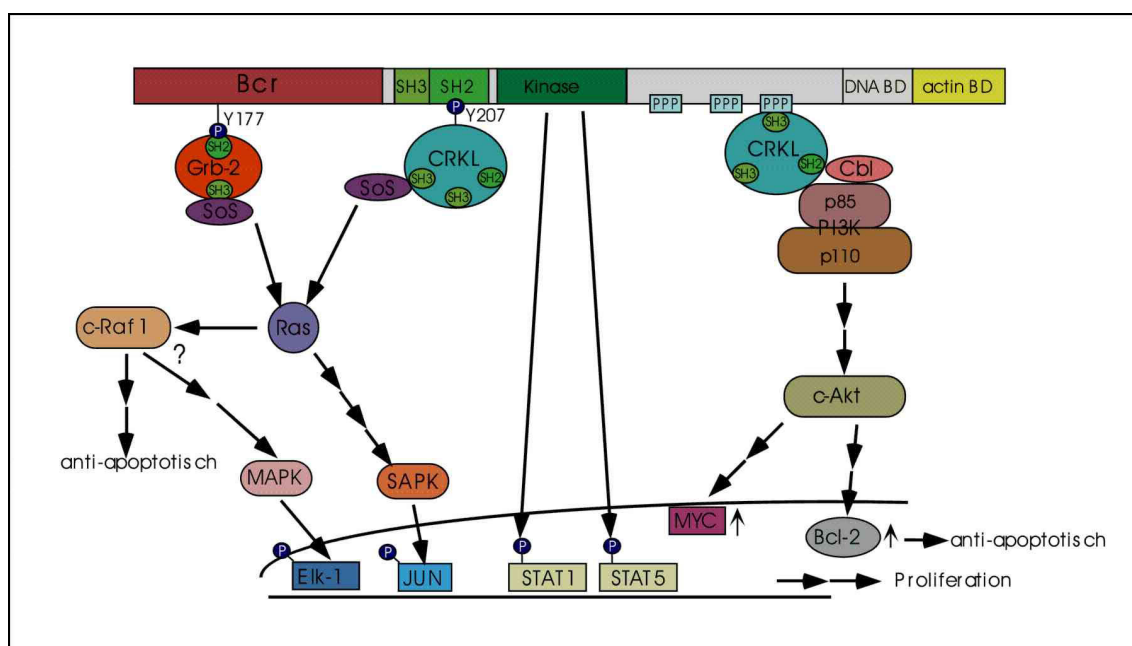 Bcr SH3 SH2 Kinase DNA BD actin BD
PPP PPP PPP
P Y177 P Y207
SH2 SH3
Grb-2 CRKL CRKL
SH3 SoS SH3 SH2 SH3 SH2 Cbl
SoS SH3 p85
PI3K
p110
c-Raf 1 Ras
?
c-Akt
anti-apoptotisch
MAPK SAPK
MYC
Bcl-2 anti-apoptotisch
P P P P
Elk-1 JUN STAT1 STAT5 Proliferation